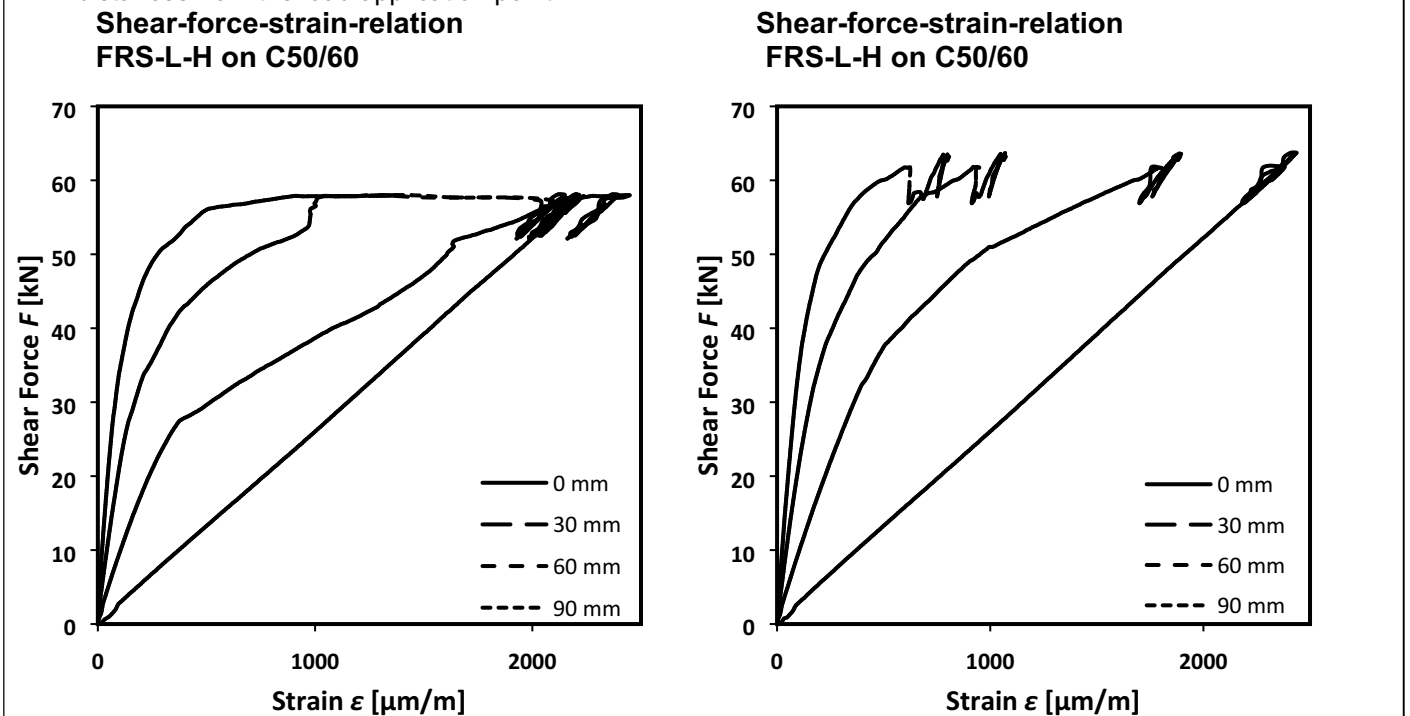 Shear-force-strain-relation
FRS-L-H on C50/60
70
60
50
40
30
20
10
0
Shear Force F [kN]
0 mm
30 mm
60 mm
90 mm
0
1000
2000
Strain ε [μm/m]
Shear-force-strain-relation
FRS-L-H on C50/60
70
60
50
40
30
20
10
0
Shear Force F [kN]
0 mm
30 mm
60 mm
90 mm
0
1000
2000
Strain ε [μm/m]